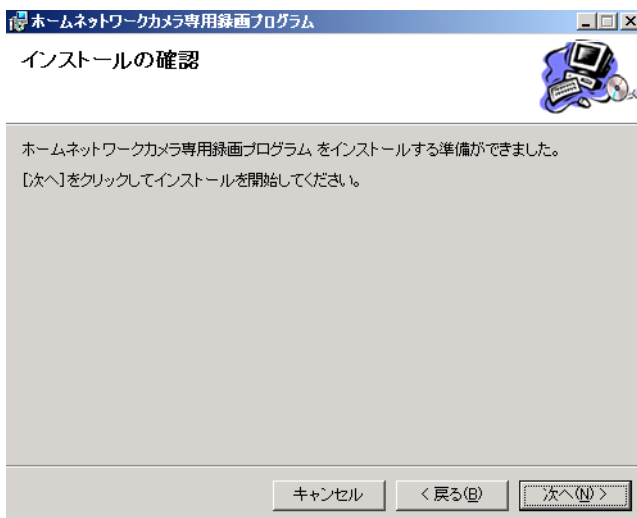 ホームネットワークカメラ専用録画プログラム
インストールの確認
ホームネットワークカメラ専用録画プログラム をインストールする準備ができました。
[次へ]をクリックしてインストールを開始してください。
キャンセル
< 戻る(B)
次へ(N) >